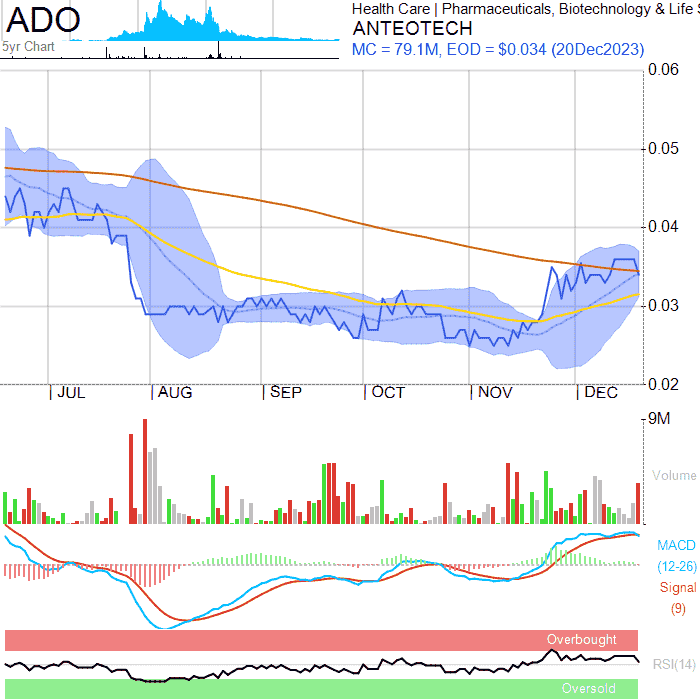 ADO
Health Care | Pharmaceuticals, Biotechnology & Life S
ANTEOTECH
5yr Chart
MC = 79.1M, EOD = $0.034 (20Dec2023)
0.06
0.05
0.04
0.03
0.02
JUL AUG SEP OCT NOV DEC
9M
Volume
MACD
(12-26)
Signal
(9)
Overbought
RSI(14)
Oversold